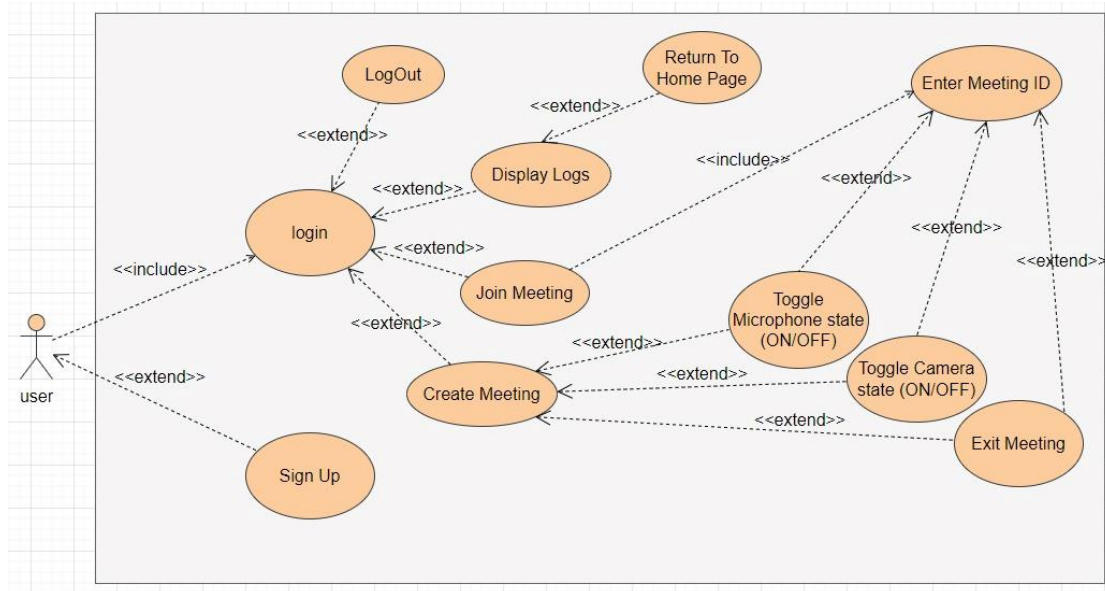 LogOut
Return To
Home Page
Enter Meeting ID
<<extend>>
<<extend>>
<<include>>
Display Logs
<<extend>>
<<extend>>
login
<<extend>>
<<extend>>
<<include>>
<<extend>>
Join Meeting
Toggle
Microphone state
(ON/OFF)
<<extend>>
<<extend>>
Toggle Camera
state (ON/OFF)
<<extend>>
<<extend>>
user
Create Meeting
<<extend>>
Exit Meeting
Sign Up